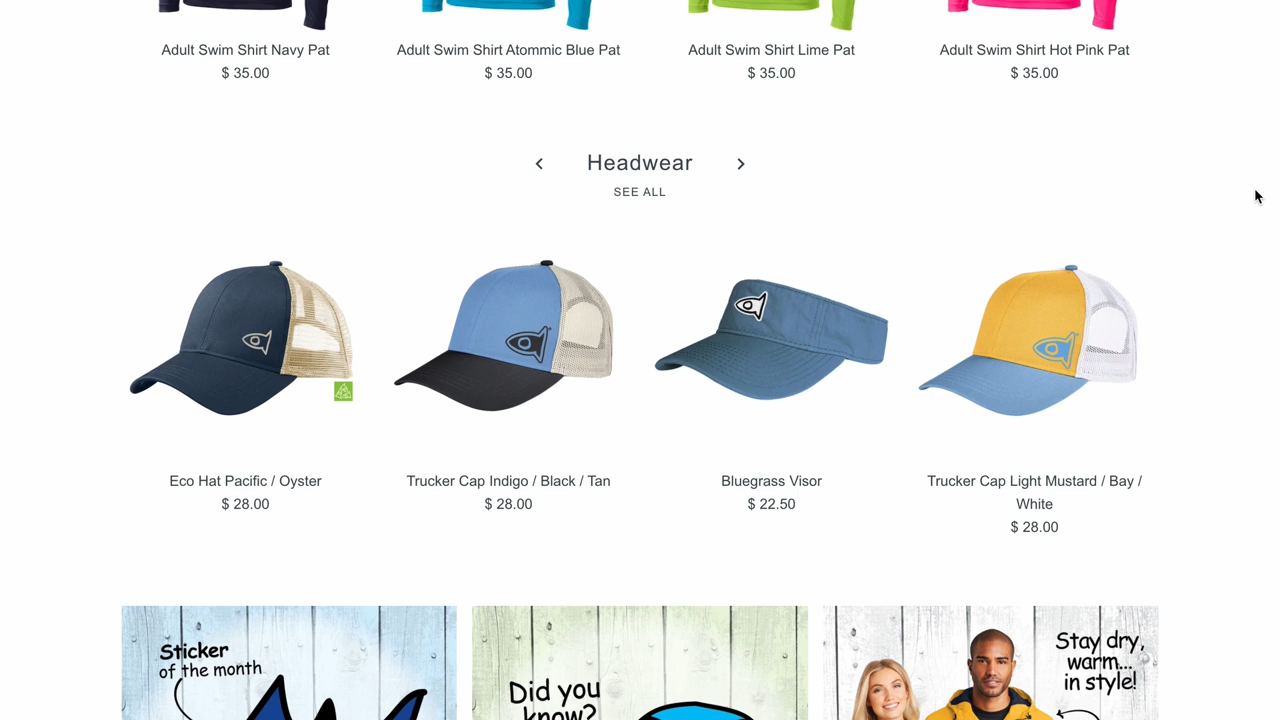 Adult Swim Shirt Navy Pat
$ 35.00
Adult Swim Shirt Atommic Blue Pat
$ 35.00
Adult Swim Shirt Lime Pat
$ 35.00
Adult Swim Shirt Hot Pink Pat
$ 35.00
Headwear
SEE ALL
Eco Hat Pacific / Oyster
$ 28.00
Trucker Cap Indigo / Black / Tan
$ 28.00
Bluegrass Visor
$ 22.50
Trucker Cap Light Mustard / Bay /
White
$ 28.00
Sticker
of the month
Did you
know?
Stay dry,
warm...
in style!